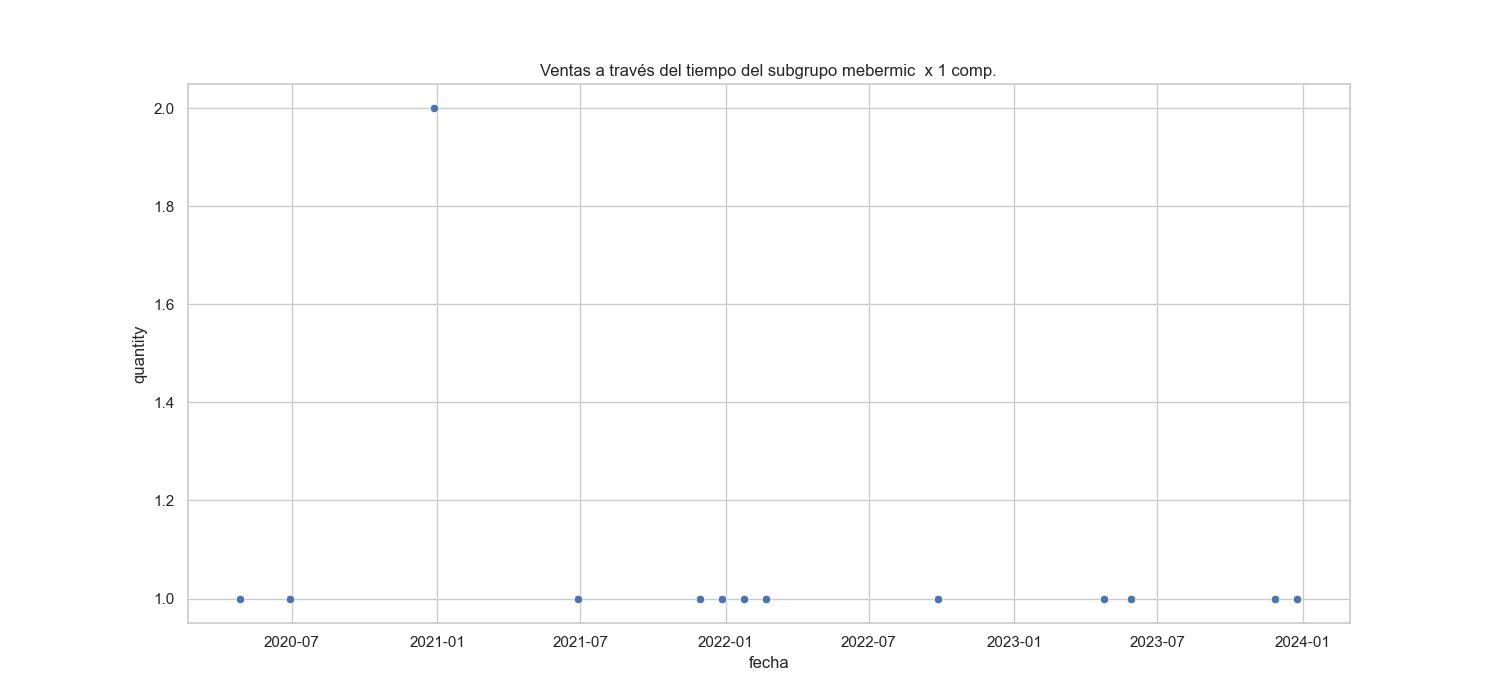 Ventas a través del tiempo del subgrupo mebermic  x 1 comp.
2.0
1.8
1.6
1.4
1.2
1.0
quantity
2020-07 2021-01 2021-07 2022-01 2022-07 2023-01 2023-07 2024-01
fecha